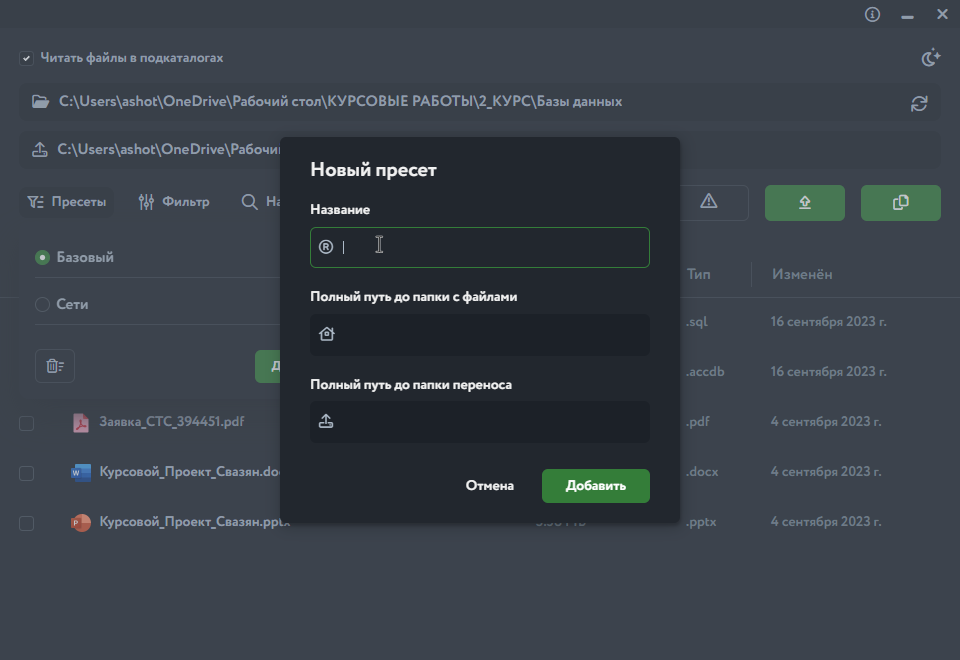 Читать файлы в подкаталогах
C:\Users\ashot\OneDrive\Рабочий стол\КУРСОВЫЕ РАБОТЫ\2_КУРС\Базы данных
C:\Users\ashot\OneDrive\Рабочи
Новый пресет
Пресеты Фильтр На
Название
®
Базовый
Тип Изменён
Полный путь до папки с файлами
Сети
.sql 16 сентября 2023 г.
Д
.accdb 16 сентября 2023 г.
Полный путь до папки переноса
Заявка_СТС_394451.pdf .pdf 4 сентября 2023 г.
Курсовой_Проект_Свазян.do .docx 4 сентября 2023 г.
Отмена Добавить
Курсовой_Проект_Свазян.pptx .pptx 4 сентября 2023 г.